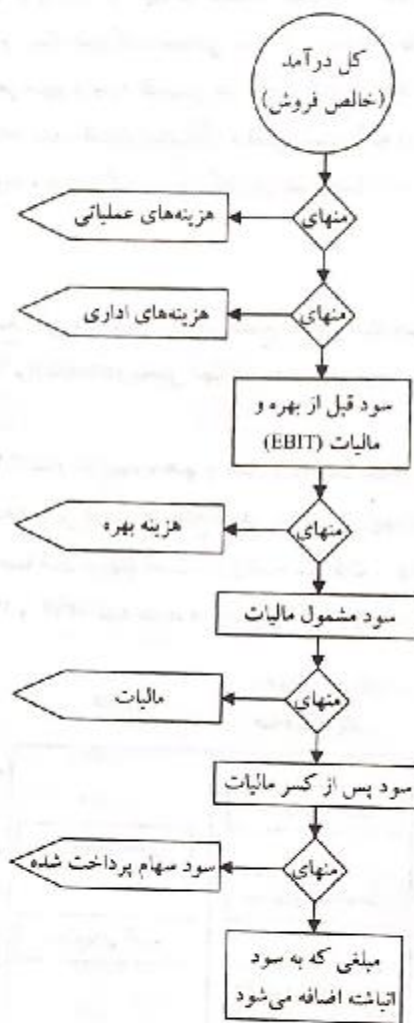 کل درآمد
(خالص فروش)
منهای
هزینه‌های عملیاتی
منهای
هزینه‌های اداری
سود قبل از بهره و
مالیات (EBIT)
منهای
هزینه بهره
سود مشمول مالیات
منهای
مالیات
سود پس از کسر مالیات
منهای
سود سهام پرداخت شده
مبلغی که به سود
انباشته اضافه می‌شود